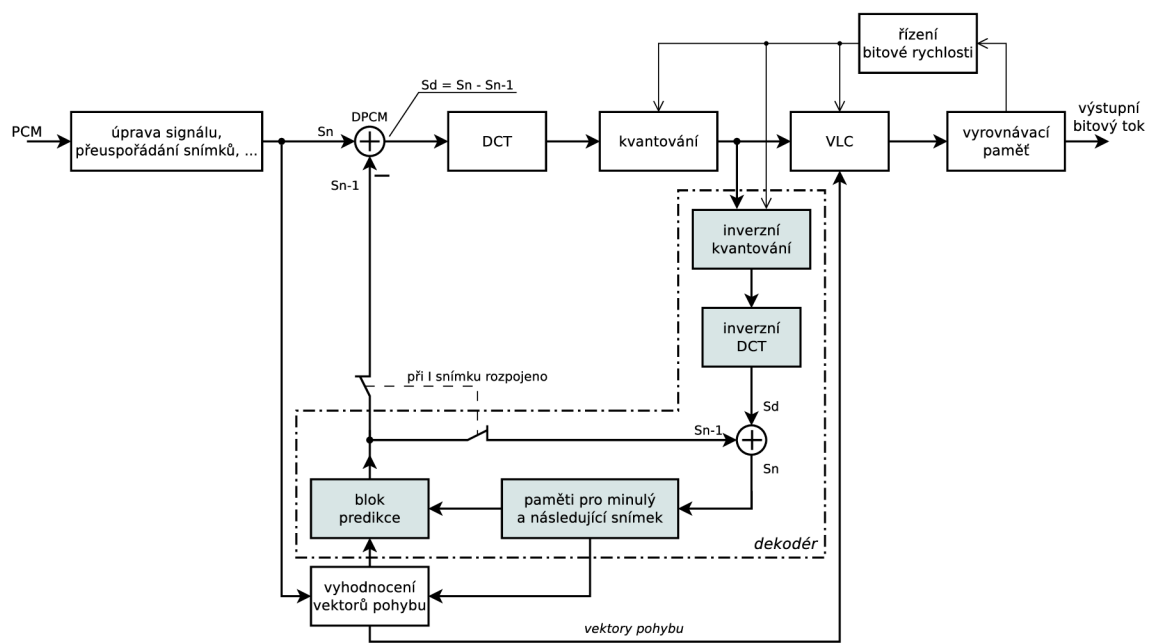 řízení
bitové rychlosti
Sd = Sn - Sn-1
DPCM
PCM
úprava signálu,
přeuspořádání snímků, ...
Sn
DCT
kvantování
VLC
vyrovnávací
paměť
výstupní
bitový tok
Sn-1
inverzní
kvantování
inverzní
DCT
při I snímku rozpojeno
Sd
Sn-1
Sn
blok
predikce
paměti pro minulý
a následující snímek
dekodér
vyhodnocení
vektorů pohybu
vektory pohybu